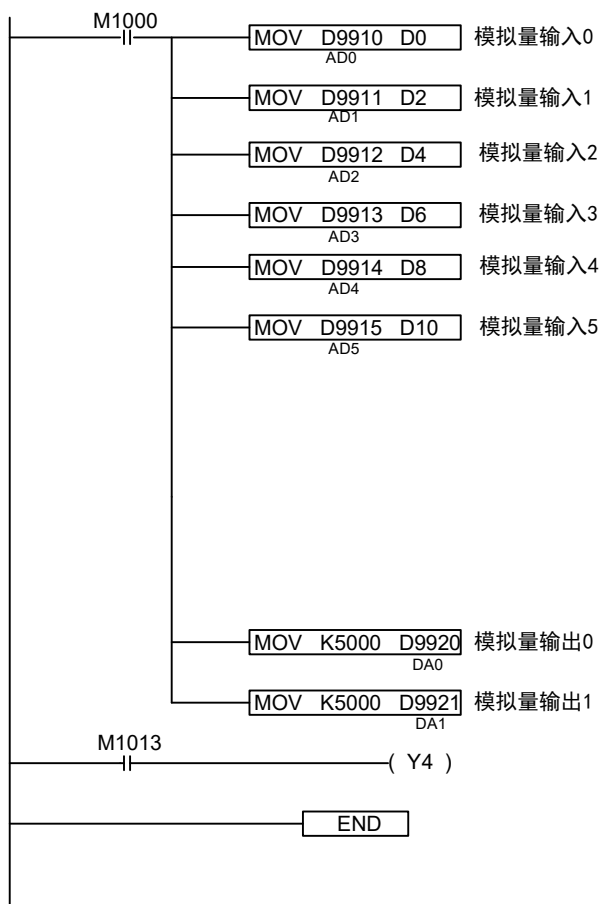 M1000
MOV D9910 D0 模拟量输入0
AD0
MOV D9911 D2 模拟量输入1
AD1
MOV D9912 D4 模拟量输入2
AD2
MOV D9913 D6 模拟量输入3
AD3
MOV D9914 D8 模拟量输入4
AD4
MOV D9915 D10 模拟量输入5
AD5
MOV K5000 D9920 模拟量输出0
DA0
MOV K5000 D9921 模拟量输出1
DA1
M1013
( Y4 )
END